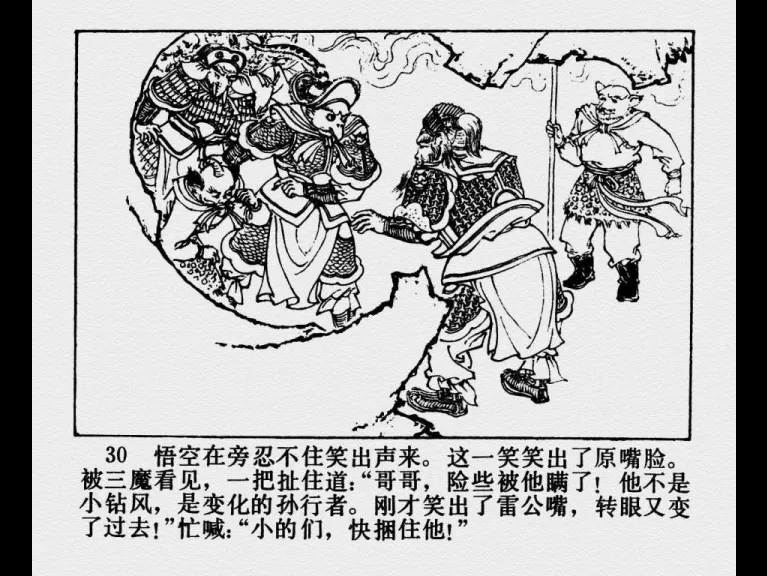 30 悟空在旁忍不住笑出声来。这一笑笑出了原嘴脸。
被三魔看见，一把扯住道：“哥哥，险些被他瞒了！他不是
小钻风，是变化的孙行者。刚才笑出了雷公嘴，转眼又变
了过去！”忙喊：“小的们，快捆住他！”